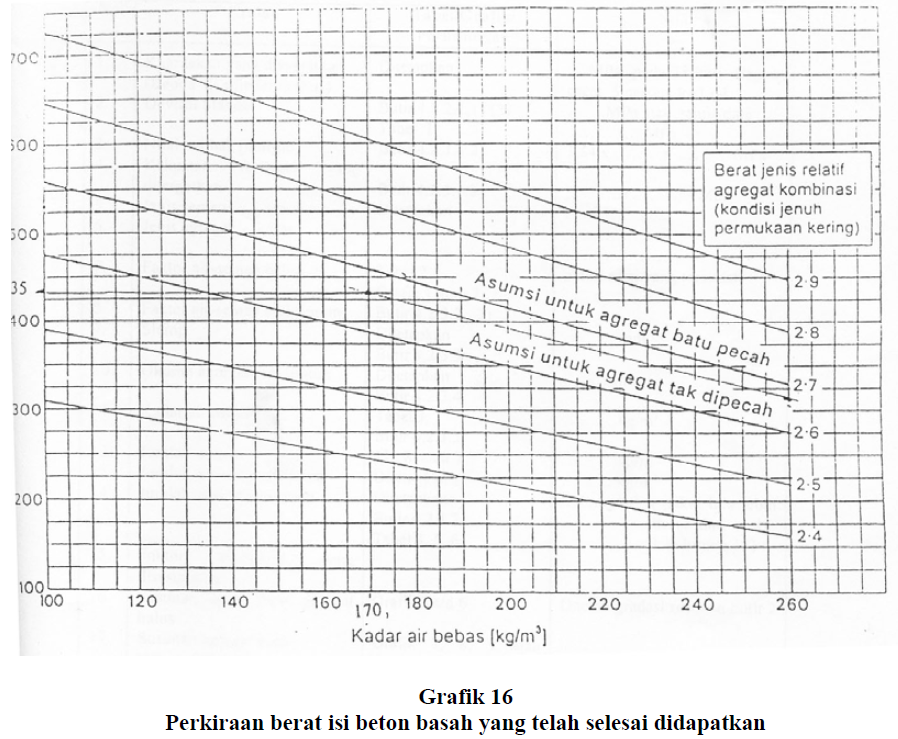 700
600
500
35
400
300
200
100
Berat jenis relatif
agregat kombinasi
(kondisi jenuh
permukaan kering)
2.9
2.8
Asumsi untuk agregat batu pecah
2.7
Asumsi untuk agregat tak dipecah
2.6
2.5
2.4
100 120 140 160 170, 180 200 220 240 260
Kadar air bebas [kg/m³]
Grafik 16
Perkiraan berat isi beton basah yang telah selesai didapatkan